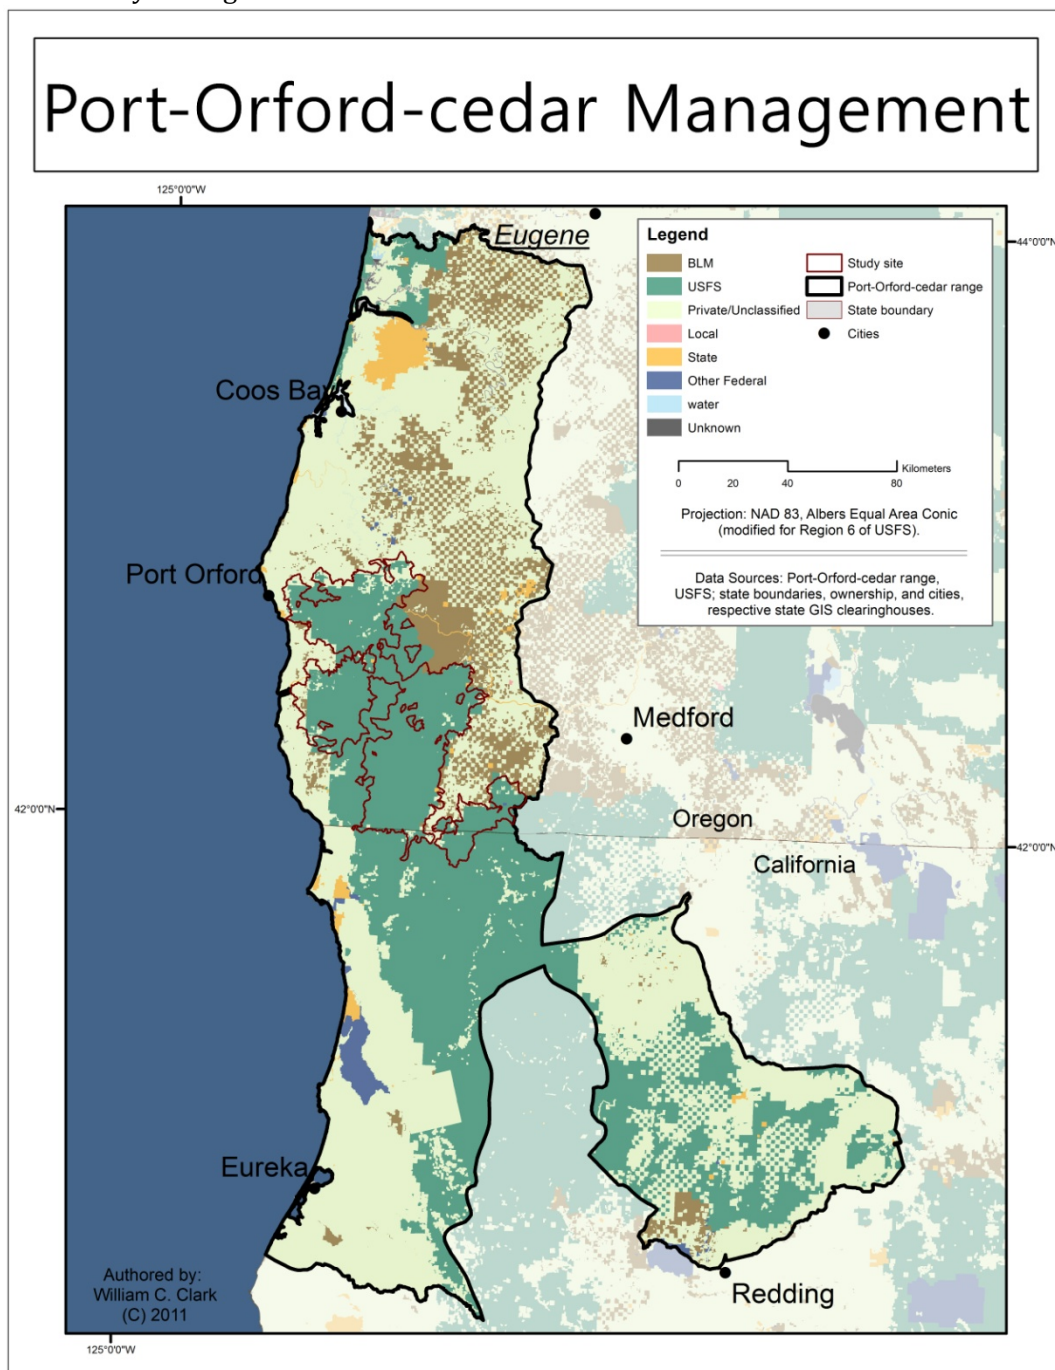 Port-Orford-cedar Management
125°0'0"W
Eugene
44°0'0"N
Legend
BLM
USFS
Private/Unclassified
Local
State
Other Federal
water
Unknown
Study site
Port-Orford-cedar range
State boundary
Cities
Kilometers
0 20 40 80
Projection: NAD 83, Albers Equal Area Conic
(modified for Region 6 of USFS).
Data Sources: Port-Orford-cedar range,
USFS; state boundaries, ownership, and cities,
respective state GIS clearinghouses.
Coos Bay
Port Orford
Medford
42°0'0"N
Oregon
42°0'0"N
California
Eureka
Authored by:
William C. Clark
(C) 2011
Redding
125°0'0"W